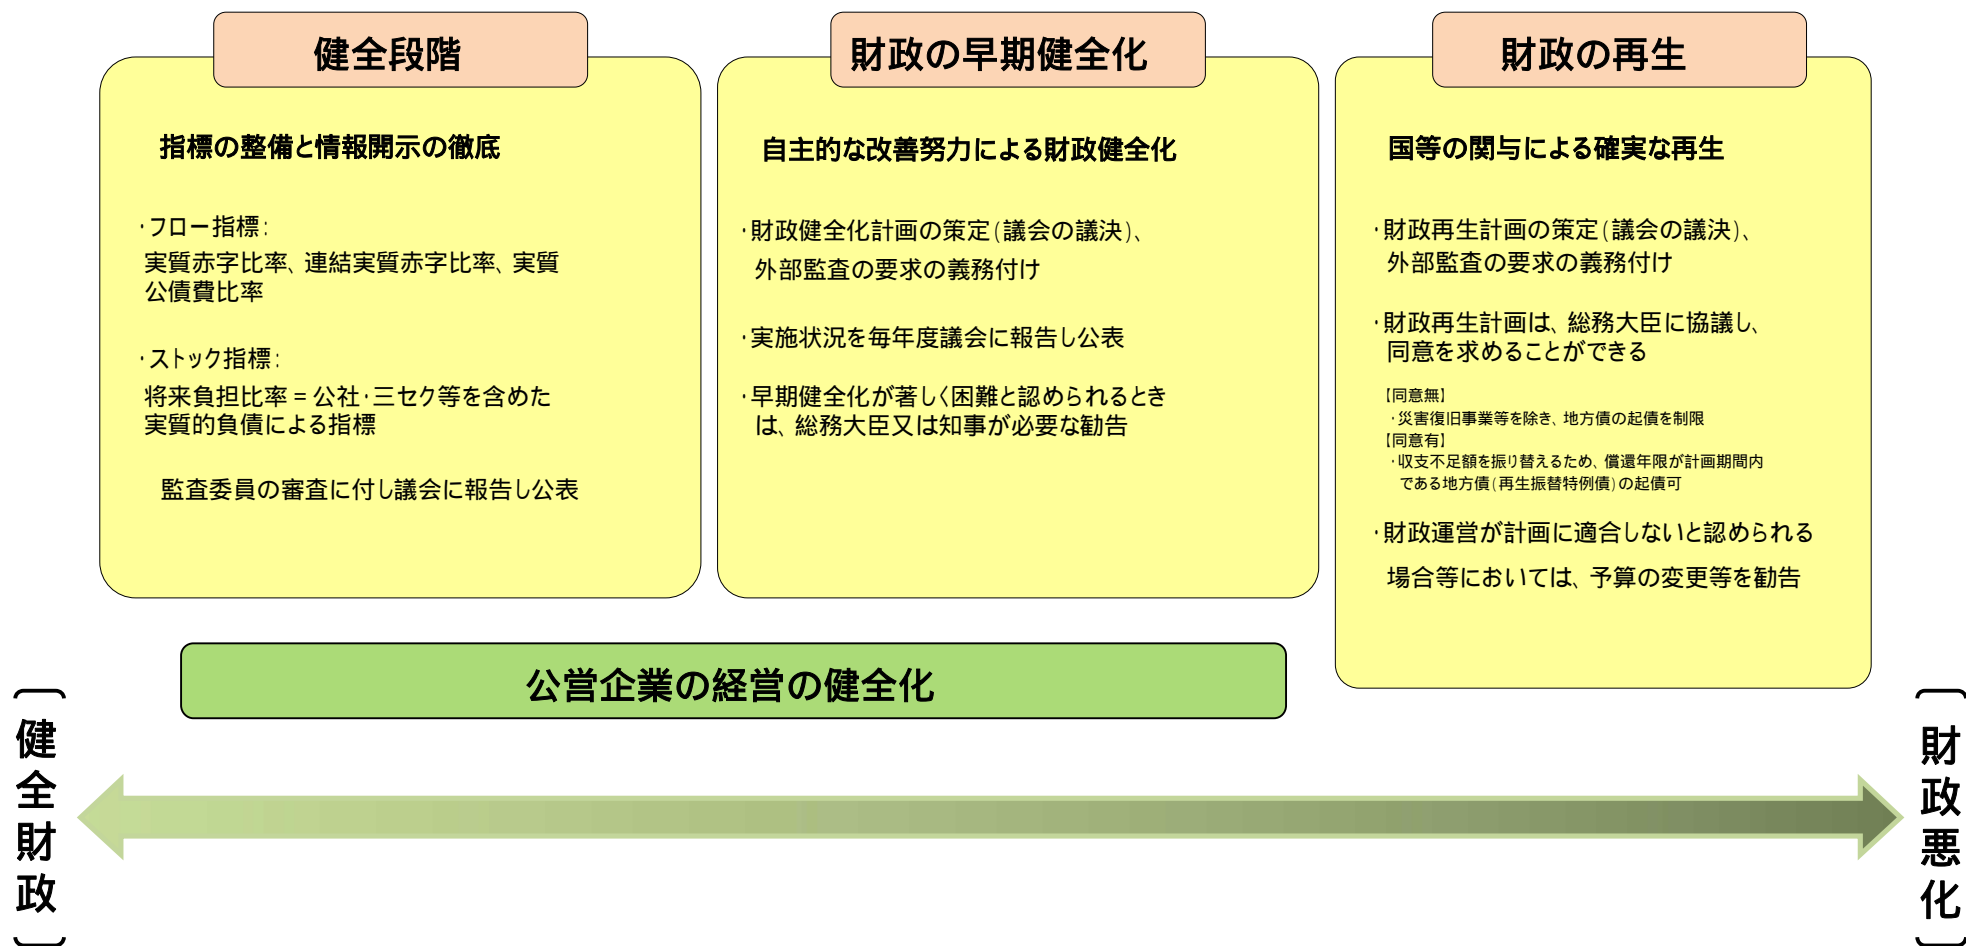 健全段階
指標の整備と情報開示の徹底
・フロー指標:
実質赤字比率、連結実質赤字比率、実質
公債費比率
・ストック指標:
将来負担比率=公社・三セク等を含めた
実質的負債による指標
監査委員の審査に付し議会に報告し公表
財政の早期健全化
自主的な改善努力による財政健全化
・財政健全化計画の策定(議会の議決)、
外部監査の要求の義務付け
・実施状況を毎年度議会に報告し公表
・早期健全化が著しく困難と認められるとき
は、総務大臣又は知事が必要な勧告
財政の再生
国等の関与による確実な再生
・財政再生計画の策定(議会の議決)、
外部監査の要求の義務付け
・財政再生計画は、総務大臣に協議し、
同意を求めることができる
【同意無】
・災害復旧事業等を除き、地方債の起債を制限
【同意有】
・収支不足額を振り替えるため、償還年限が計画期間内
である地方債(再生振替特例債)の起債可
・財政運営が計画に適合しないと認められる
場合等においては、予算の変更等を勧告
公営企業の経営の健全化
〔健全財政〕
〔財政悪化〕